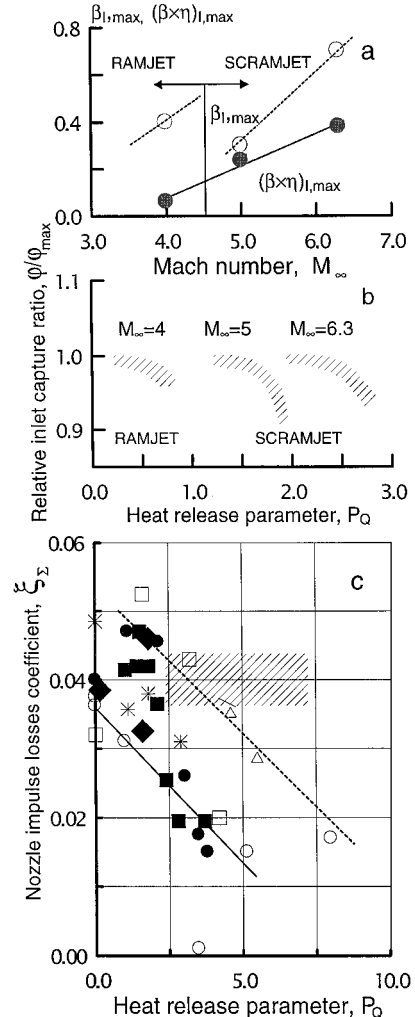 β_I,max, (β×η)_I,max
0.8
a
RAMJET
SCRAMJET
β_I,max
0.4
(β×η)_I,max
0.0
3.0 4.0 5.0 6.0 7.0
Mach number, M_∞
Relative inlet capture ratio, φ/φ_max
1.1
b
M_∞=4 M_∞=5 M_∞=6.3
1.0
0.9
RAMJET SCRAMJET
0.0 1.0 2.0 3.0
Heat release parameter, P_Q
Nozzle impulse losses coefficient, ξ_Σ
0.06
c
0.04
0.02
0.00
0.0 5.0 10.0
Heat release parameter, P_Q